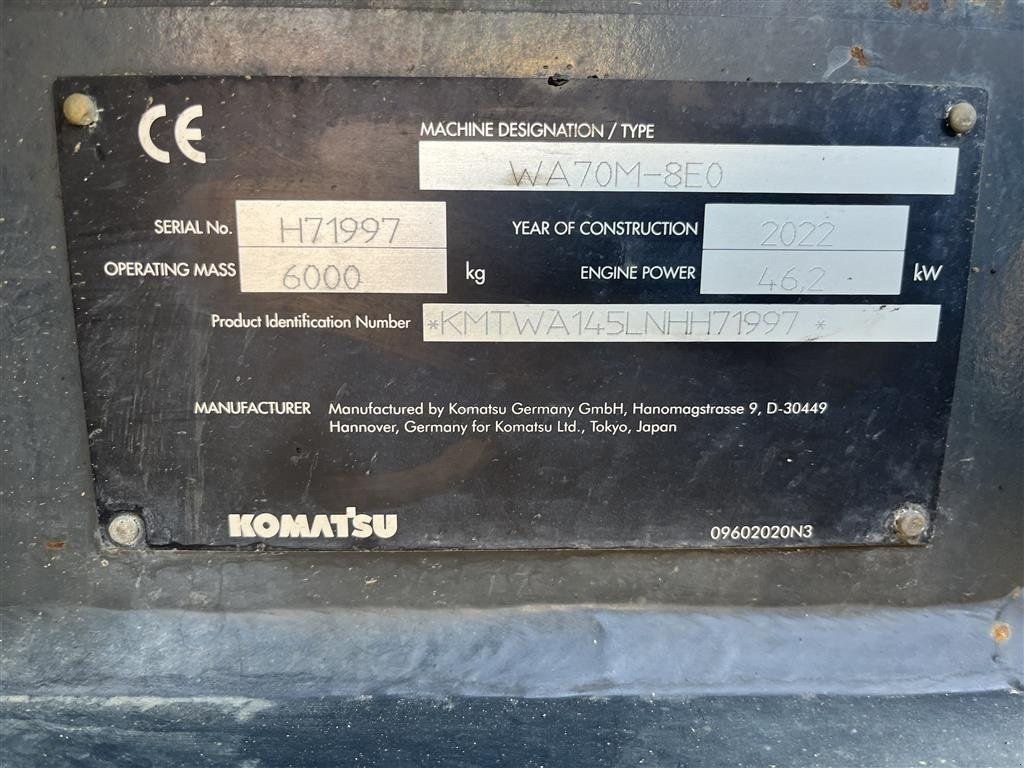 CE
MACHINE DESIGNATION / TYPE
WA70M-8E0
SERIAL No. H71997 YEAR OF CONSTRUCTION 2022
OPERATING MASS 6000 kg ENGINE POWER 46,2 kW
Product Identification Number *KMTWA145LNHH71997*
MANUFACTURER Manufactured by Komatsu Germany GmbH, Hanomagstrasse 9, D-30449
Hannover, Germany for Komatsu Ltd., Tokyo, Japan
KOMATSU 09602020N3